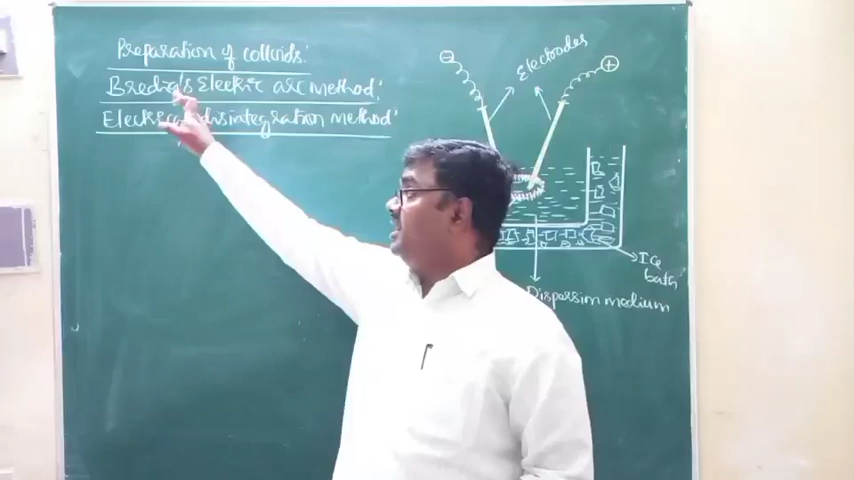 Preparation of colloids:
Bredig's Electric arc Method:
disintegration Method:
Electrodes
Ice
bath
Dispersion medium